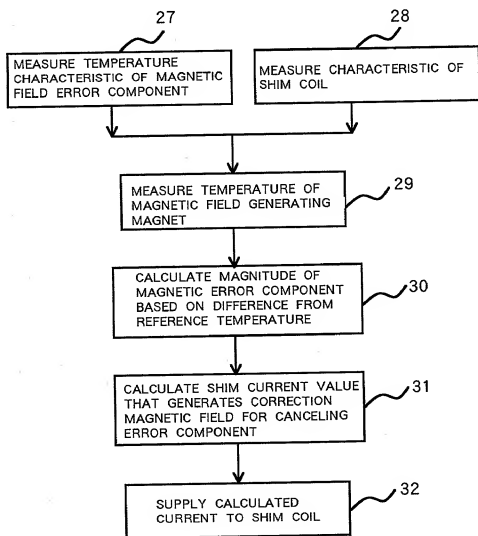 27
28
MEASURE TEMPERATURE
CHARACTERISTIC OF MAGNETIC
FIELD ERROR COMPONENT
MEASURE CHARACTERISTIC OF
SHIM COIL
MEASURE TEMPERATURE OF
MAGNETIC FIELD GENERATING
MAGNET
29
CALCULATE MAGNITUDE OF
MAGNETIC ERROR COMPONENT
BASED ON DIFFERENCE FROM
REFERENCE TEMPERATURE
30
CALCULATE SHIM CURRENT VALUE
THAT GENERATES CORRECTION
MAGNETIC FIELD FOR CANCELING
ERROR COMPONENT
31
SUPPLY CALCULATED
CURRENT TO SHIM COIL
32